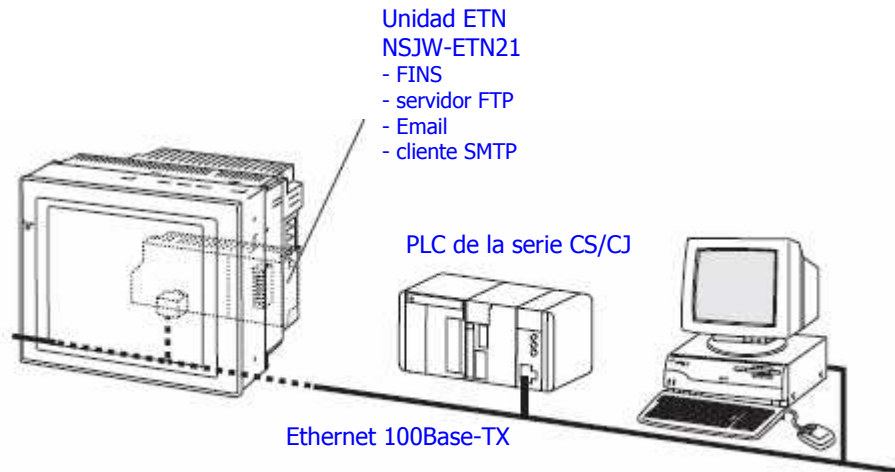 Unidad ETN
NSJW-ETN21
- FINS
- servidor FTP
- Email
- cliente SMTP
PLC de la serie CS/CJ
Ethernet 100Base-TX